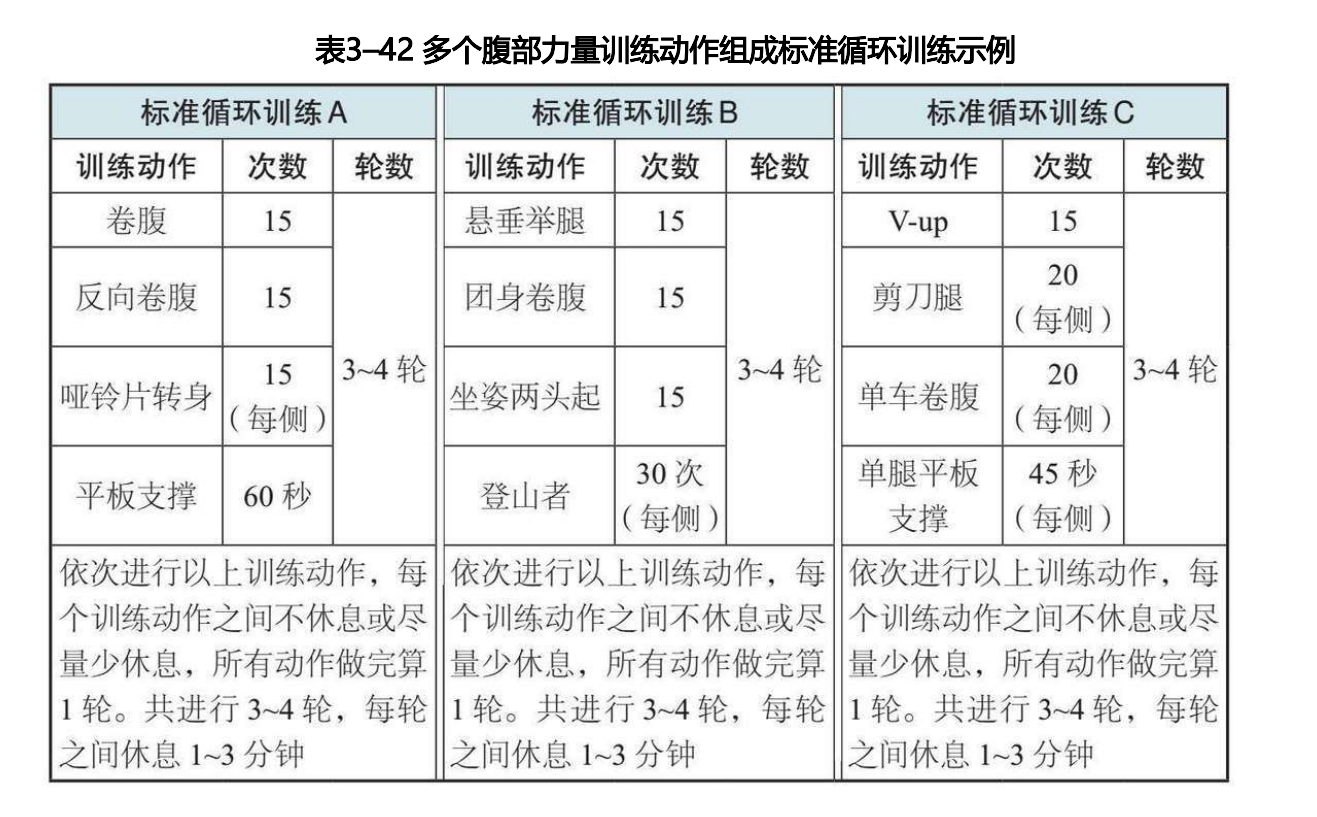 表3–42 多个腹部力量训练动作组成标准循环训练示例
标准循环训练A
训练动作 次数 轮数
卷腹 15
反向卷腹 15
哑铃片转身 15
（每侧）
平板支撑 60 秒
3~4 轮
依次进行以上训练动作，每
个训练动作之间不休息或尽
量少休息，所有动作做完算
1 轮。共进行 3~4 轮，每轮
之间休息 1~3 分钟
标准循环训练B
训练动作 次数 轮数
悬垂举腿 15
团身卷腹 15
坐姿两头起 15
登山者 30 次
（每侧）
3~4 轮
依次进行以上训练动作，每
个训练动作之间不休息或尽
量少休息，所有动作做完算
1 轮。共进行 3~4 轮，每轮
之间休息 1~3 分钟
标准循环训练C
训练动作 次数 轮数
V-up 15
剪刀腿 20
（每侧）
单车卷腹 20
（每侧）
单腿平板 45 秒
支撑 （每侧）
3~4 轮
依次进行以上训练动作，每
个训练动作之间不休息或尽
量少休息，所有动作做完算
1 轮。共进行 3~4 轮，每轮
之间休息 1~3 分钟